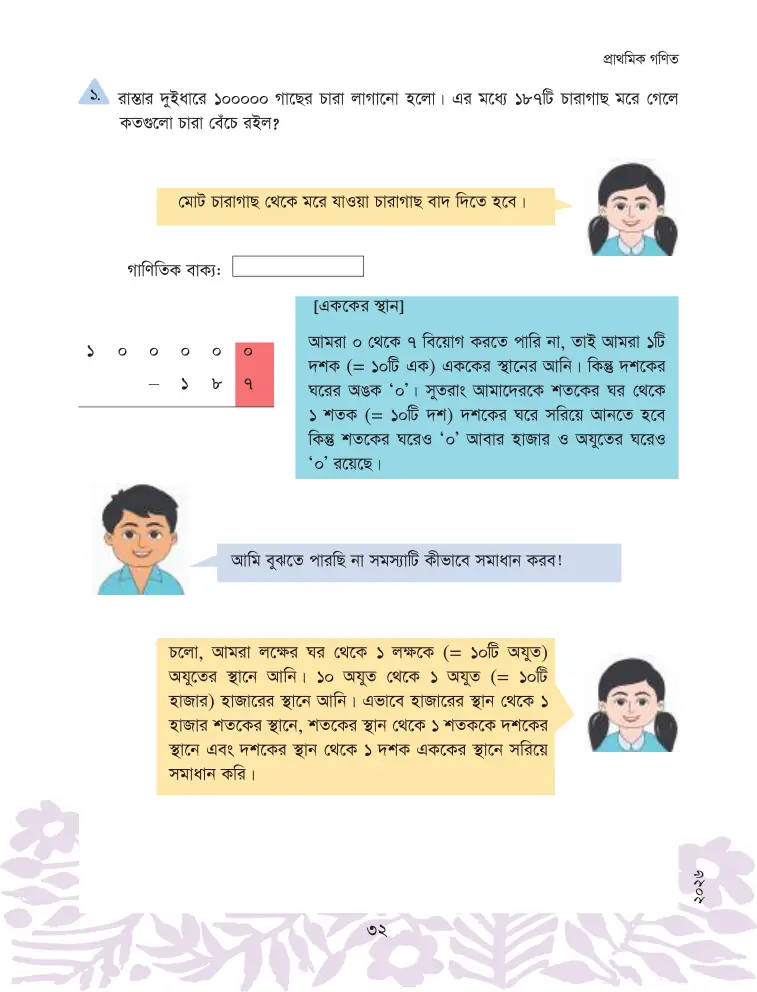 প্রাথমিক গণিত
১. রাস্তার দুইধারে ১০০০০০ গাছের চারা লাগানো হলো। এর মধ্যে ১৮৭টি চারাগাছ মরে গেলে
কতগুলো চারা বেঁচে রইল?
মোট চারাগাছ থেকে মরে যাওয়া চারাগাছ বাদ দিতে হবে।
গাণিতিক বাক্য:
[এককের স্থান]
১ ০ ০ ০ ০ ০
– ১ ৮ ৭
আমরা ০ থেকে ৭ বিয়োগ করতে পারি না, তাই আমরা ১টি
দশক (= ১০টি এক) এককের স্থানের আনি। কিন্তু দশকের
ঘরের অঙক ‘০’। সুতরাং আমাদেরকে শতকের ঘর থেকে
১ শতক (= ১০টি দশ) দশকের ঘরে সরিয়ে আনতে হবে
কিন্তু শতকের ঘরেও ‘০’ আবার হাজার ও অযুতের ঘরেও
‘০’ রয়েছে।
আমি বুঝতে পারছি না সমস্যাটি কীভাবে সমাধান করব!
চলো, আমরা লক্ষের ঘর থেকে ১ লক্ষকে (= ১০টি অযুত)
অযুতের স্থানে আনি। ১০ অযুত থেকে ১ অযুত (= ১০টি
হাজার) হাজারের স্থানে আনি। এভাবে হাজারের স্থান থেকে ১
হাজার শতকের স্থানে, শতকের স্থান থেকে ১ শতককে দশকের
স্থানে এবং দশকের স্থান থেকে ১ দশক এককের স্থানে সরিয়ে
সমাধান করি।
২০২৬
৩২